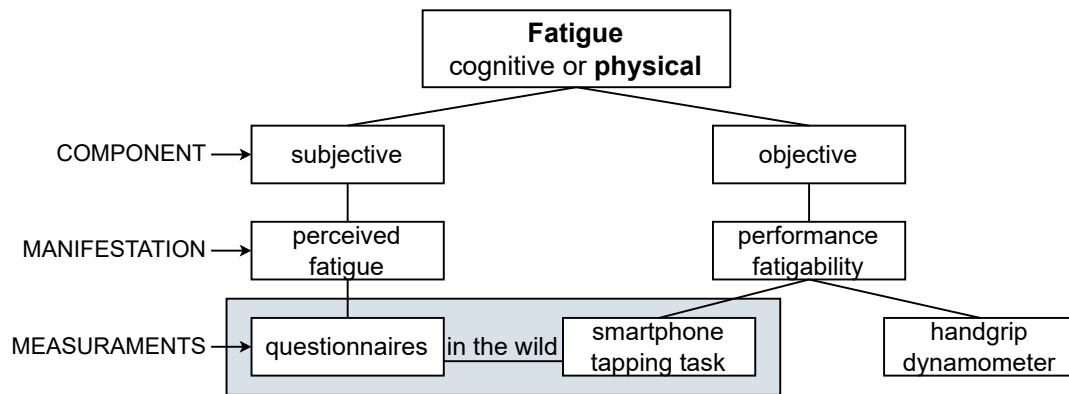 Fatigue
cognitive or physical
COMPONENT
subjective
objective
MANIFESTATION
perceived
fatigue
performance
fatigability
MEASURAMENTS
questionnaires
in the wild
smartphone
tapping task
handgrip
dynamometer